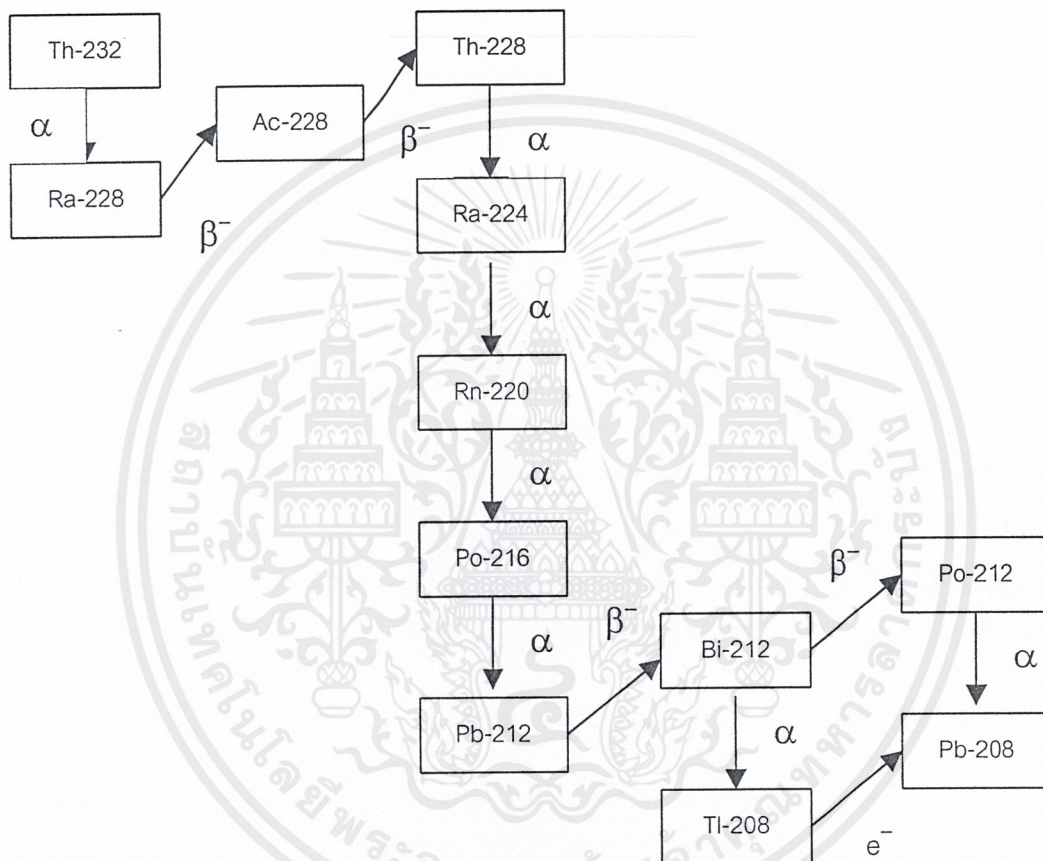 Th-232
Th-228
Ac-228
α
β⁻
α
Ra-228
Ra-224
β⁻
α
Rn-220
α
Po-216
Po-212
β⁻
β⁻
α
Bi-212
α
Pb-212
α
Pb-208
Tl-208
e⁻